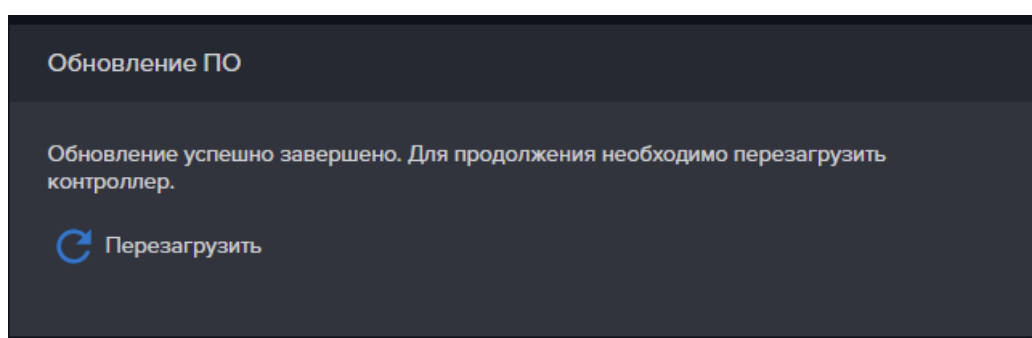 Обновление ПО
Обновление успешно завершено. Для продолжения необходимо перезагрузить
контроллер.
Перезагрузить